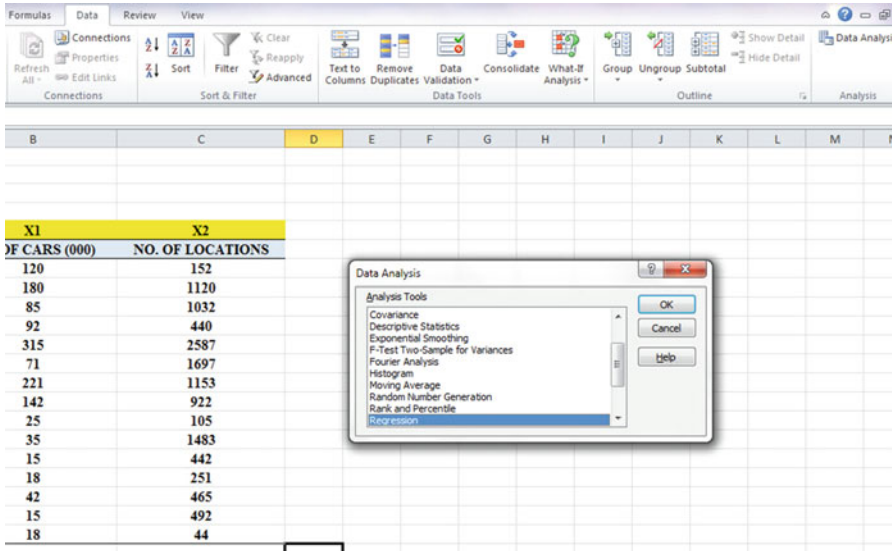 Formulas Data Review View
Connections Clear Show Detail Data Analysi
Properties Reapply Hide Detail
Refresh All Edit Links Sort Filter Advanced Text to Columns Remove Duplicates Data Validation Consolidate What-If Analysis Group Ungroup Subtotal
Connections Sort & Filter Data Tools Outline Analysis
B C D E F G H I J K L M
X1 X2
OF CARS (000) NO. OF LOCATIONS
120 152
180 1120
85 1032
92 440
315 2587
71 1697
221 1153
142 922
25 105
35 1483
15 442
18 251
42 465
15 492
18 44
Data Analysis
Analysis Tools
Covariance
Descriptive Statistics
Exponential Smoothing
F-Test Two-Sample for Variances
Fourier Analysis
Histogram
Moving Average
Random Number Generation
Rank and Percentile
Regression
OK
Cancel
Help